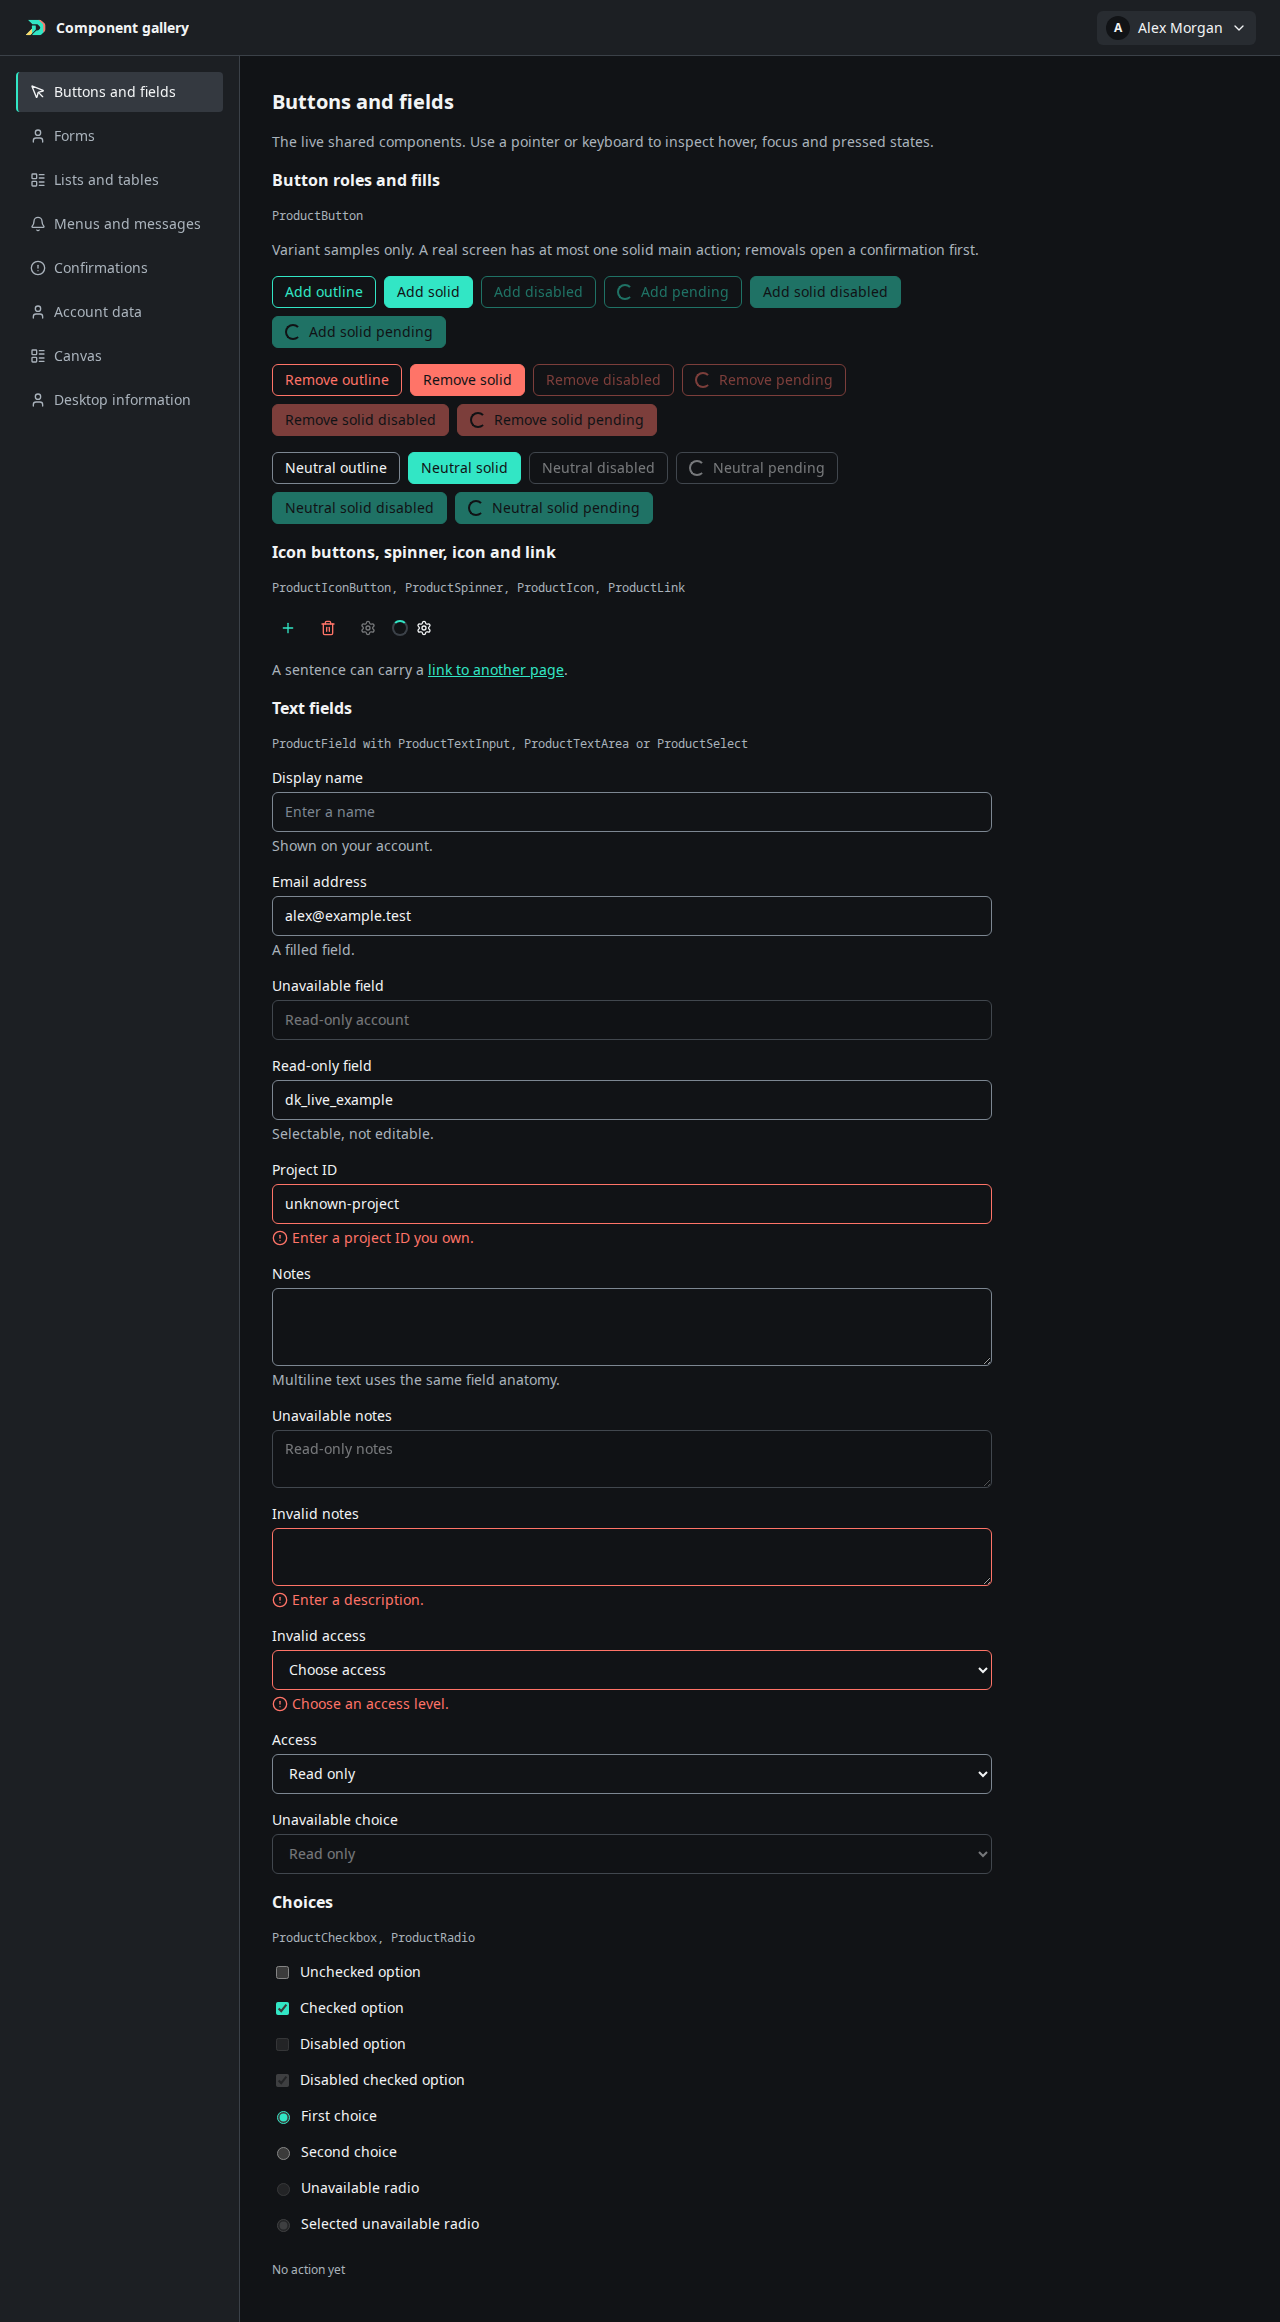 Component gallery
A Alex Morgan
Buttons and fields
Forms
Lists and tables
Menus and messages
Confirmations
Account data
Canvas
Desktop information
Buttons and fields
The live shared components. Use a pointer or keyboard to inspect hover, focus and pressed states.
Button roles and fills
ProductButton
Variant samples only. A real screen has at most one solid main action; removals open a confirmation first.
Add outline Add solid Add disabled Add pending Add solid disabled
Add solid pending
Remove outline Remove solid Remove disabled Remove pending
Remove solid disabled Remove solid pending
Neutral outline Neutral solid Neutral disabled Neutral pending
Neutral solid disabled Neutral solid pending
Icon buttons, spinner, icon and link
ProductIconButton, ProductSpinner, ProductIcon, ProductLink
A sentence can carry a link to another page.
Text fields
ProductField with ProductTextInput, ProductTextArea or ProductSelect
Display name
Enter a name
Shown on your account.
Email address
alex@example.test
A filled field.
Unavailable field
Read-only account
Read-only field
dk_live_example
Selectable, not editable.
Project ID
unknown-project
Enter a project ID you own.
Notes
Multiline text uses the same field anatomy.
Unavailable notes
Read-only notes
Invalid notes
Enter a description.
Invalid access
Choose access
Choose an access level.
Access
Read only
Unavailable choice
Read only
Choices
ProductCheckbox, ProductRadio
Unchecked option
Checked option
Disabled option
Disabled checked option
First choice
Second choice
Unavailable radio
Selected unavailable radio
No action yet